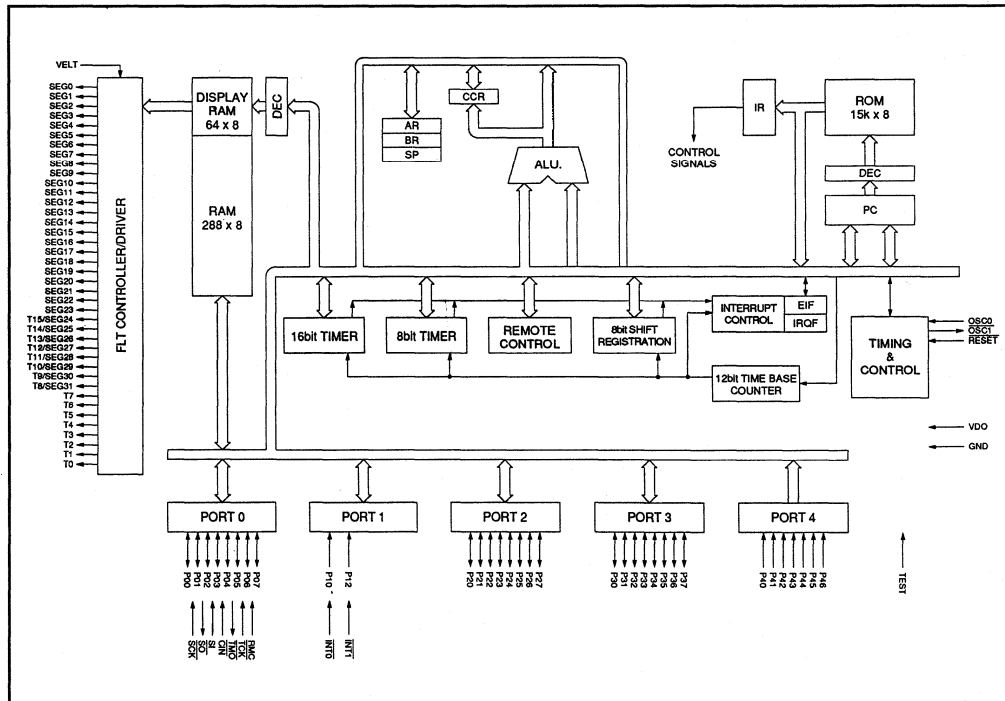 VELT
SEG0
SEG1
SEG2
SEG3
SEG4
SEG5
SEG6
SEG7
SEG8
SEG9
SEG10
SEG11
SEG12
SEG13
SEG14
SEG15
SEG16
SEG17
SEG18
SEG19
SEG20
SEG21
SEG22
SEG23
T15/SEG24
T14/SEG25
T13/SEG26
T12/SEG27
T11/SEG28
T10/SEG29
T9/SEG30
T8/SEG31
T7
T6
T5
T4
T3
T2
T1
T0
FLT CONTROLLER/DRIVER
DISPLAY
RAM
64 x 8
DEC
RAM
288 x 8
CCR
AR
BR
SP
ALU.
IR
CONTROL
SIGNALS
ROM
15k x 8
DEC
PC
16bit TIMER
8bit TIMER
REMOTE
CONTROL
8bit SHIFT
REGISTRATION
INTERRUPT
CONTROL
EIF
IRQF
12bit TIME BASE
COUNTER
TIMING
&
CONTROL
OSC0
OSC1
RESET
VDO
GND
PORT 0
PORT 1
PORT 2
PORT 3
PORT 4
P00
P01
P02
P03
P04
P05
P06
P07
P10
P12
P20
P21
P22
P23
P24
P25
P26
P27
P30
P31
P32
P33
P34
P35
P36
P37
P40
P41
P42
P43
P44
P45
P46
TEST
SCK
SO
SI
CIN
TMO
TCK
RMC
INT0
INT1